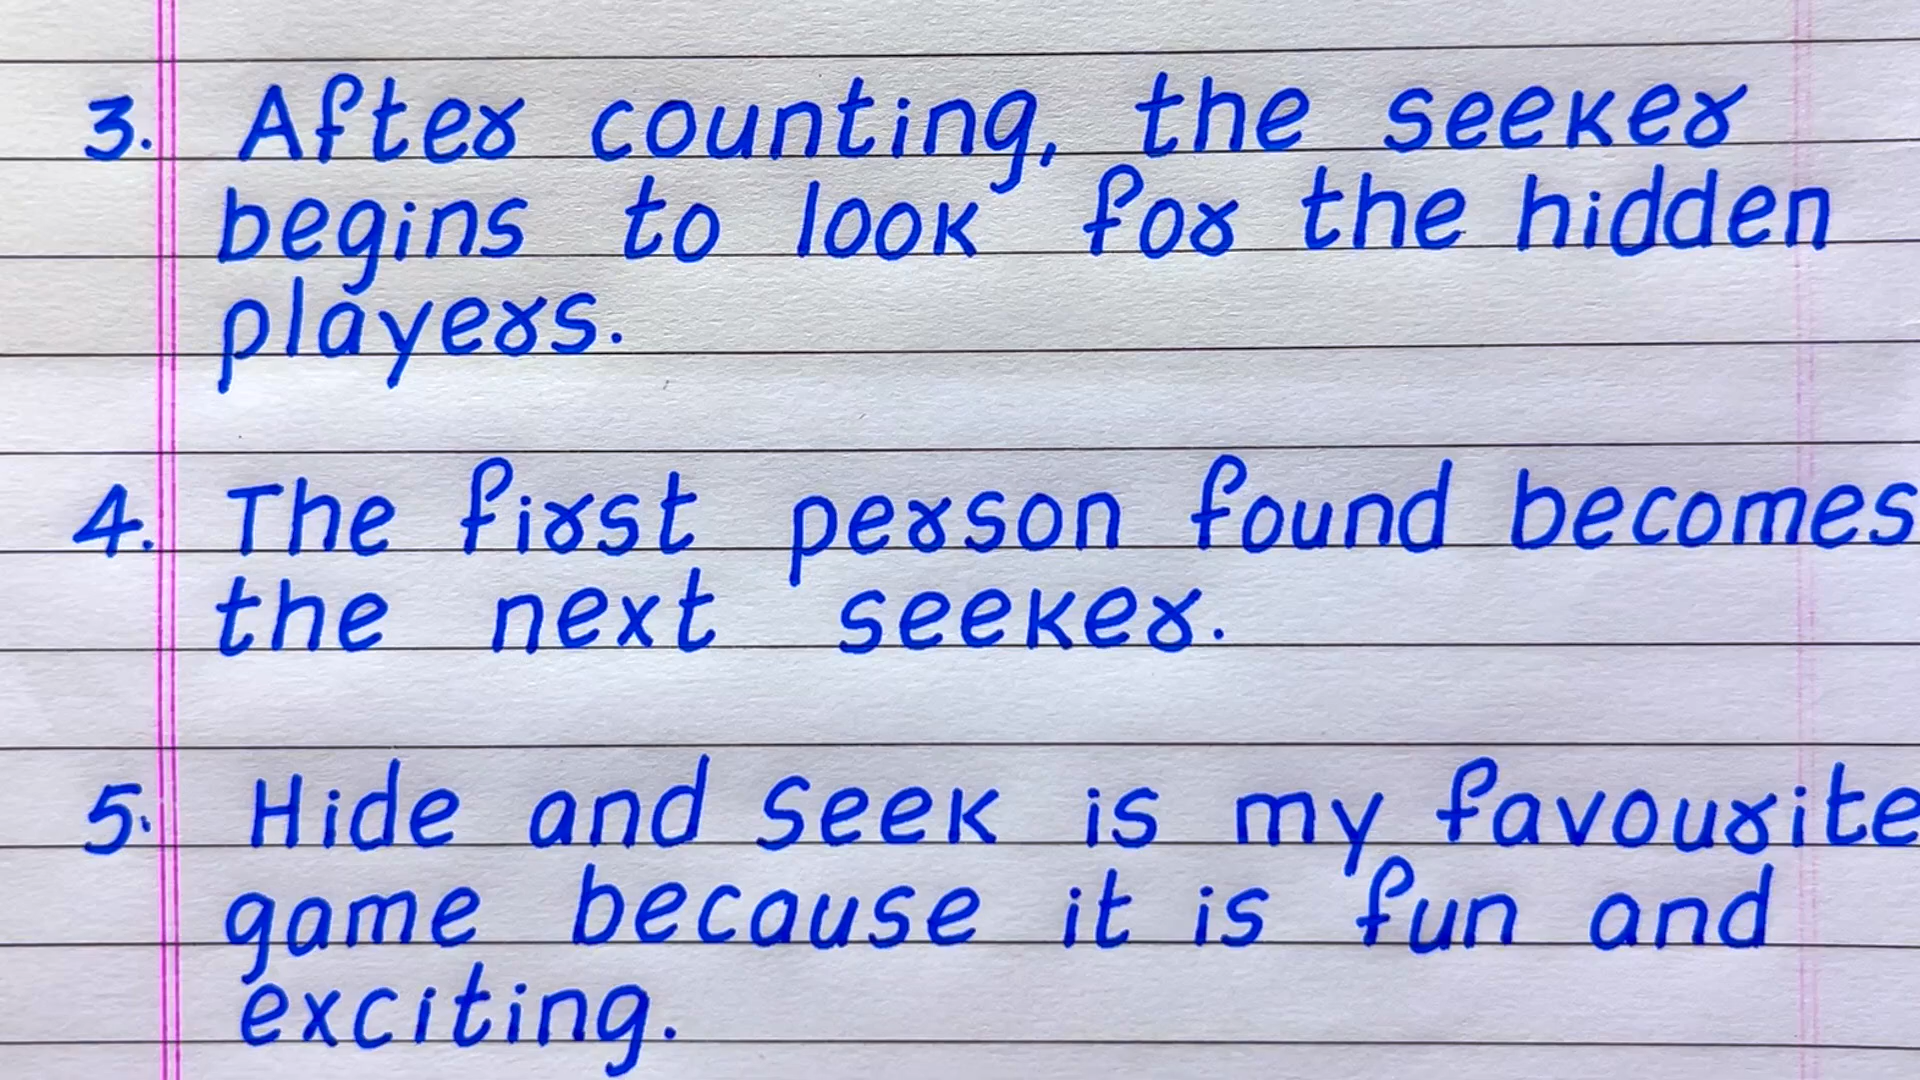 3. After counting, the seeker
begins to look for the hidden
players.
4. The first person found becomes
the next seeker.
5. Hide and seek is my favourite
game because it is fun and
exciting.